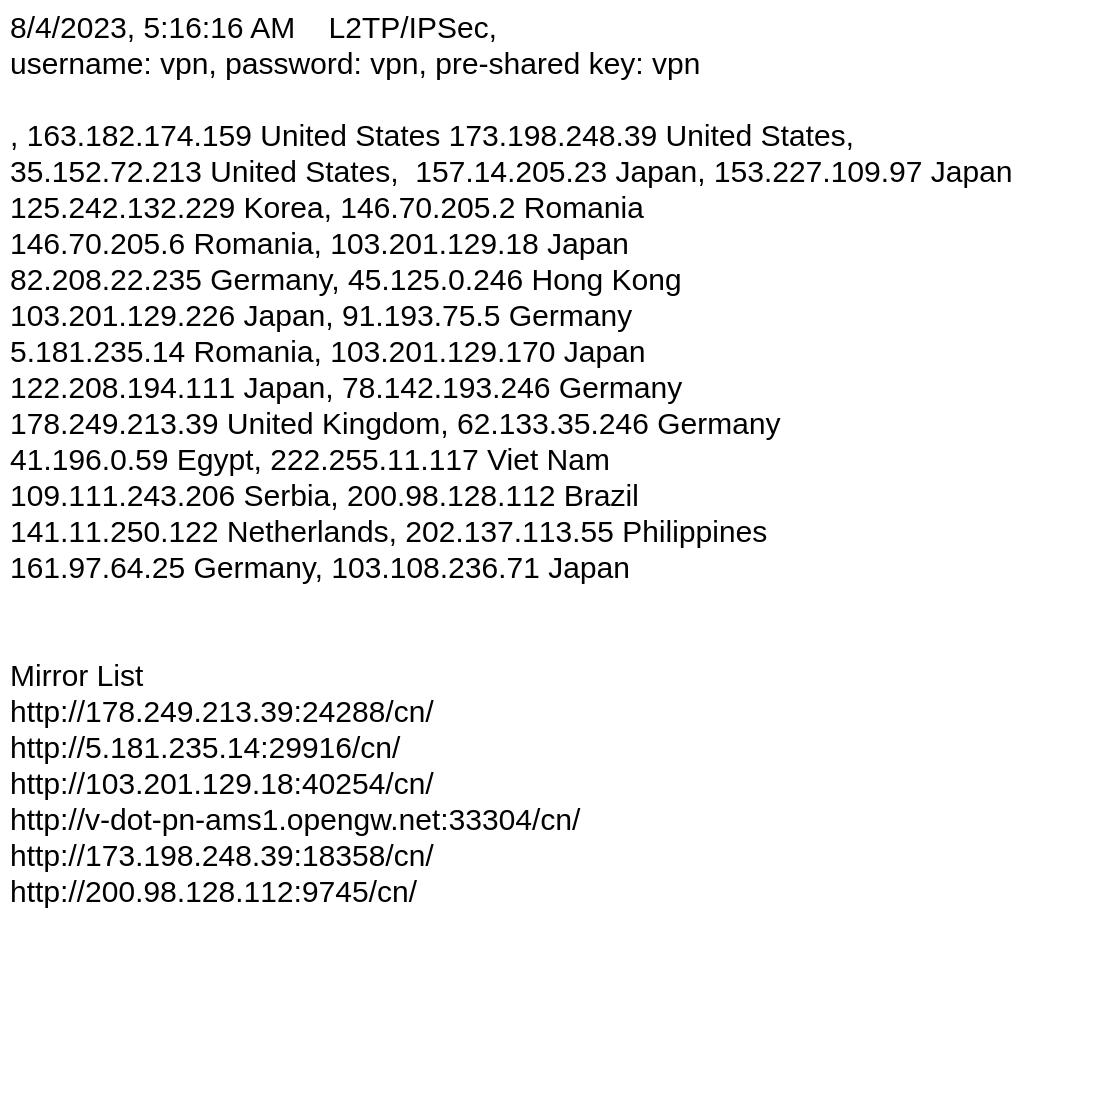 8/4/2023, 5:16:16 AM    L2TP/IPSec,
username: vpn, password: vpn, pre-shared key: vpn
, 163.182.174.159 United States 173.198.248.39 United States,
35.152.72.213 United States,  157.14.205.23 Japan, 153.227.109.97 Japan
125.242.132.229 Korea, 146.70.205.2 Romania
146.70.205.6 Romania, 103.201.129.18 Japan
82.208.22.235 Germany, 45.125.0.246 Hong Kong
103.201.129.226 Japan, 91.193.75.5 Germany
5.181.235.14 Romania, 103.201.129.170 Japan
122.208.194.111 Japan, 78.142.193.246 Germany
178.249.213.39 United Kingdom, 62.133.35.246 Germany
41.196.0.59 Egypt, 222.255.11.117 Viet Nam
109.111.243.206 Serbia, 200.98.128.112 Brazil
141.11.250.122 Netherlands, 202.137.113.55 Philippines
161.97.64.25 Germany, 103.108.236.71 Japan
Mirror List
http://178.249.213.39:24288/cn/
http://5.181.235.14:29916/cn/
http://103.201.129.18:40254/cn/
http://v-dot-pn-ams1.opengw.net:33304/cn/
http://173.198.248.39:18358/cn/
http://200.98.128.112:9745/cn/